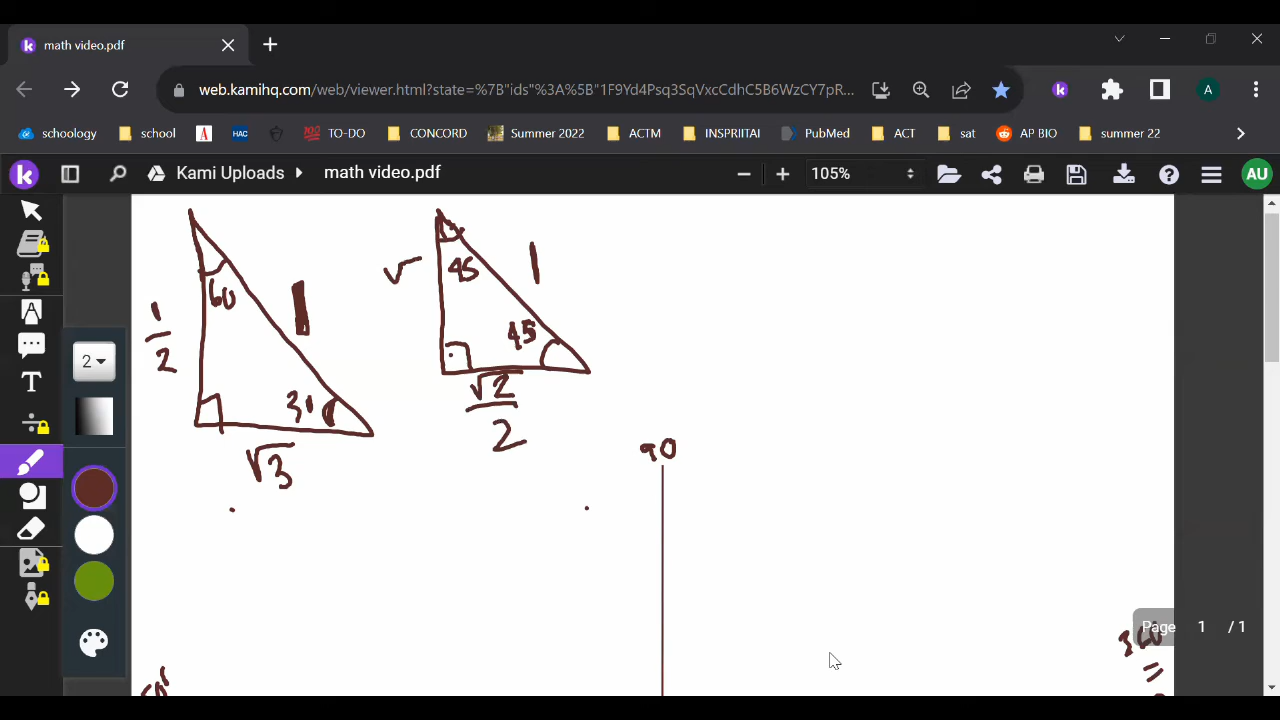 math video.pdf
web.kamihq.com/web/viewer.html?state=%7B"ids"%3A%5B"1F9Yd4Psq3SqVxcCdhC5B6WzCY7pR...
A
schoology
school
HAC
TO-DO
CONCORD
Summer 2022
ACTM
INSPRITAI
PubMed
ACT
sat
AP BIO
summer 22
Kami Uploads
math video.pdf
105%
AU
2
60
1
1/2
30
√3
45
1
√
45
√2/2
90
360
=
Page 1 / 1